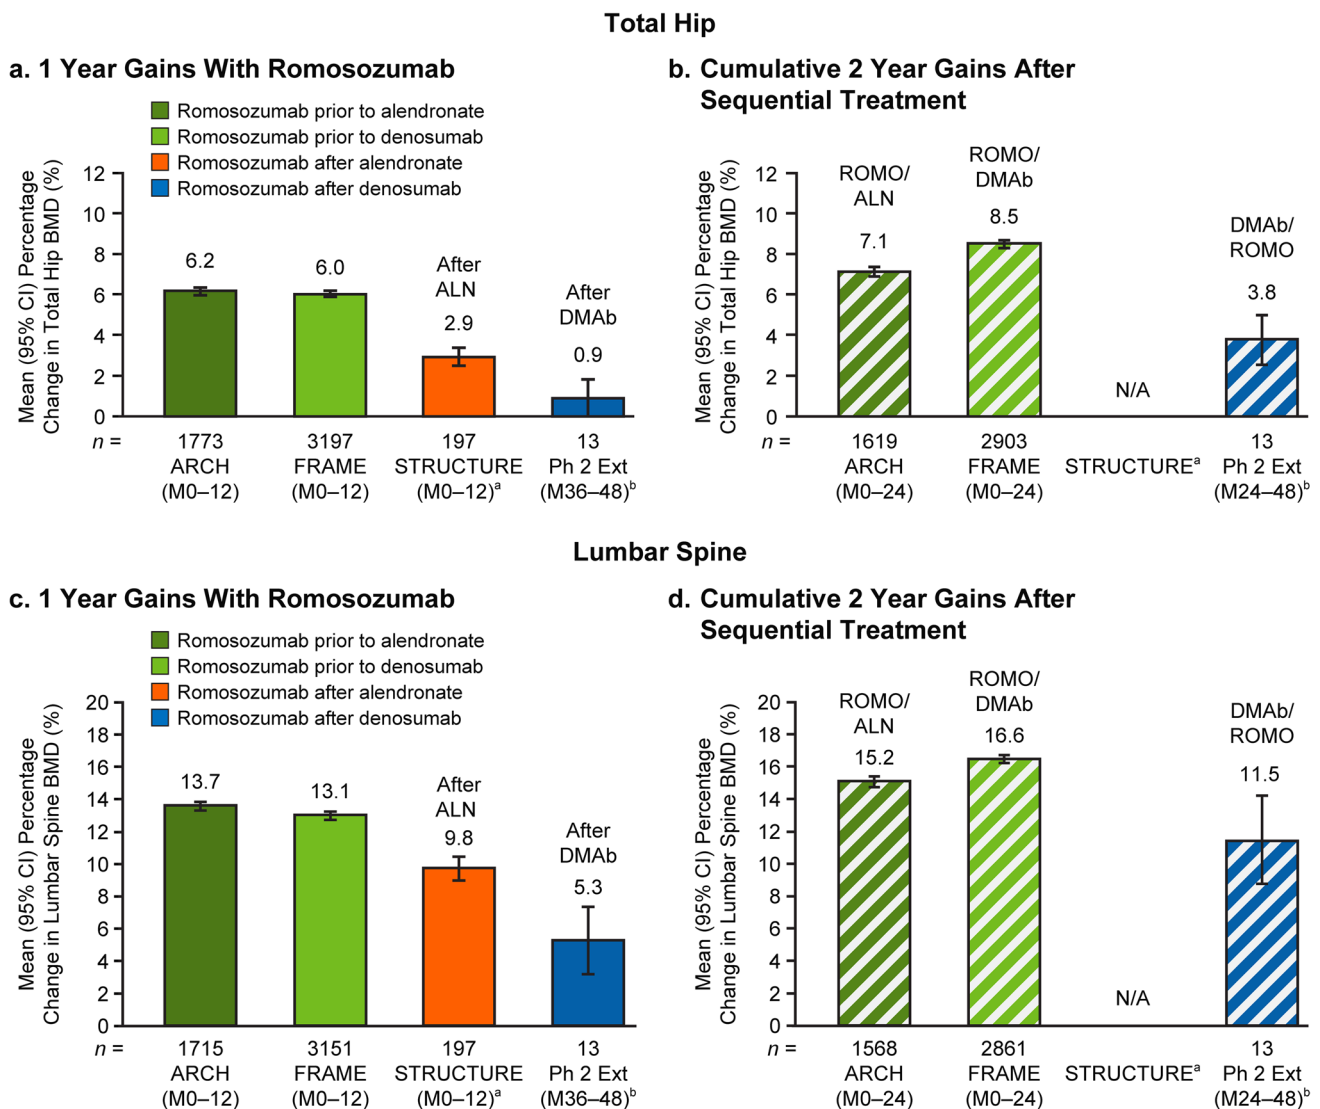 Total Hip
a. 1 Year Gains With Romosozumab
Romosozumab prior to alendronate
Romosozumab prior to denosumab
Romosozumab after alendronate
Romosozumab after denosumab
Mean (95% CI) Percentage
Change in Total Hip BMD (%)
12
10
8
6
4
2
0
6.2
6.0
After
ALN
2.9
After
DMAb
0.9
n = 1773 3197 197 13
ARCH FRAME STRUCTURE Ph 2 Ext
(M0–12) (M0–12) (M0–12)ᵃ (M36–48)ᵇ
b. Cumulative 2 Year Gains After
Sequential Treatment
Mean (95% CI) Percentage
Change in Total Hip BMD (%)
12
10
8
6
4
2
0
ROMO/
ALN
7.1
ROMO/
DMAb
8.5
N/A
DMAb/
ROMO
3.8
n = 1619 2903 13
ARCH FRAME STRUCTUREᵃ Ph 2 Ext
(M0–24) (M0–24) (M24–48)ᵇ
Lumbar Spine
c. 1 Year Gains With Romosozumab
Romosozumab prior to alendronate
Romosozumab prior to denosumab
Romosozumab after alendronate
Romosozumab after denosumab
Mean (95% CI) Percentage
Change in Lumbar Spine BMD (%)
20
18
16
14
12
10
8
6
4
2
0
13.7
13.1
After
ALN
9.8
After
DMAb
5.3
n = 1715 3151 197 13
ARCH FRAME STRUCTURE Ph 2 Ext
(M0–12) (M0–12) (M0–12)ᵃ (M36–48)ᵇ
d. Cumulative 2 Year Gains After
Sequential Treatment
Mean (95% CI) Percentage
Change in Lumbar Spine BMD (%)
20
18
16
14
12
10
8
6
4
2
0
ROMO/
ALN
15.2
ROMO/
DMAb
16.6
N/A
DMAb/
ROMO
11.5
n = 1568 2861 13
ARCH FRAME STRUCTUREᵃ Ph 2 Ext
(M0–24) (M0–24) (M24–48)ᵇ